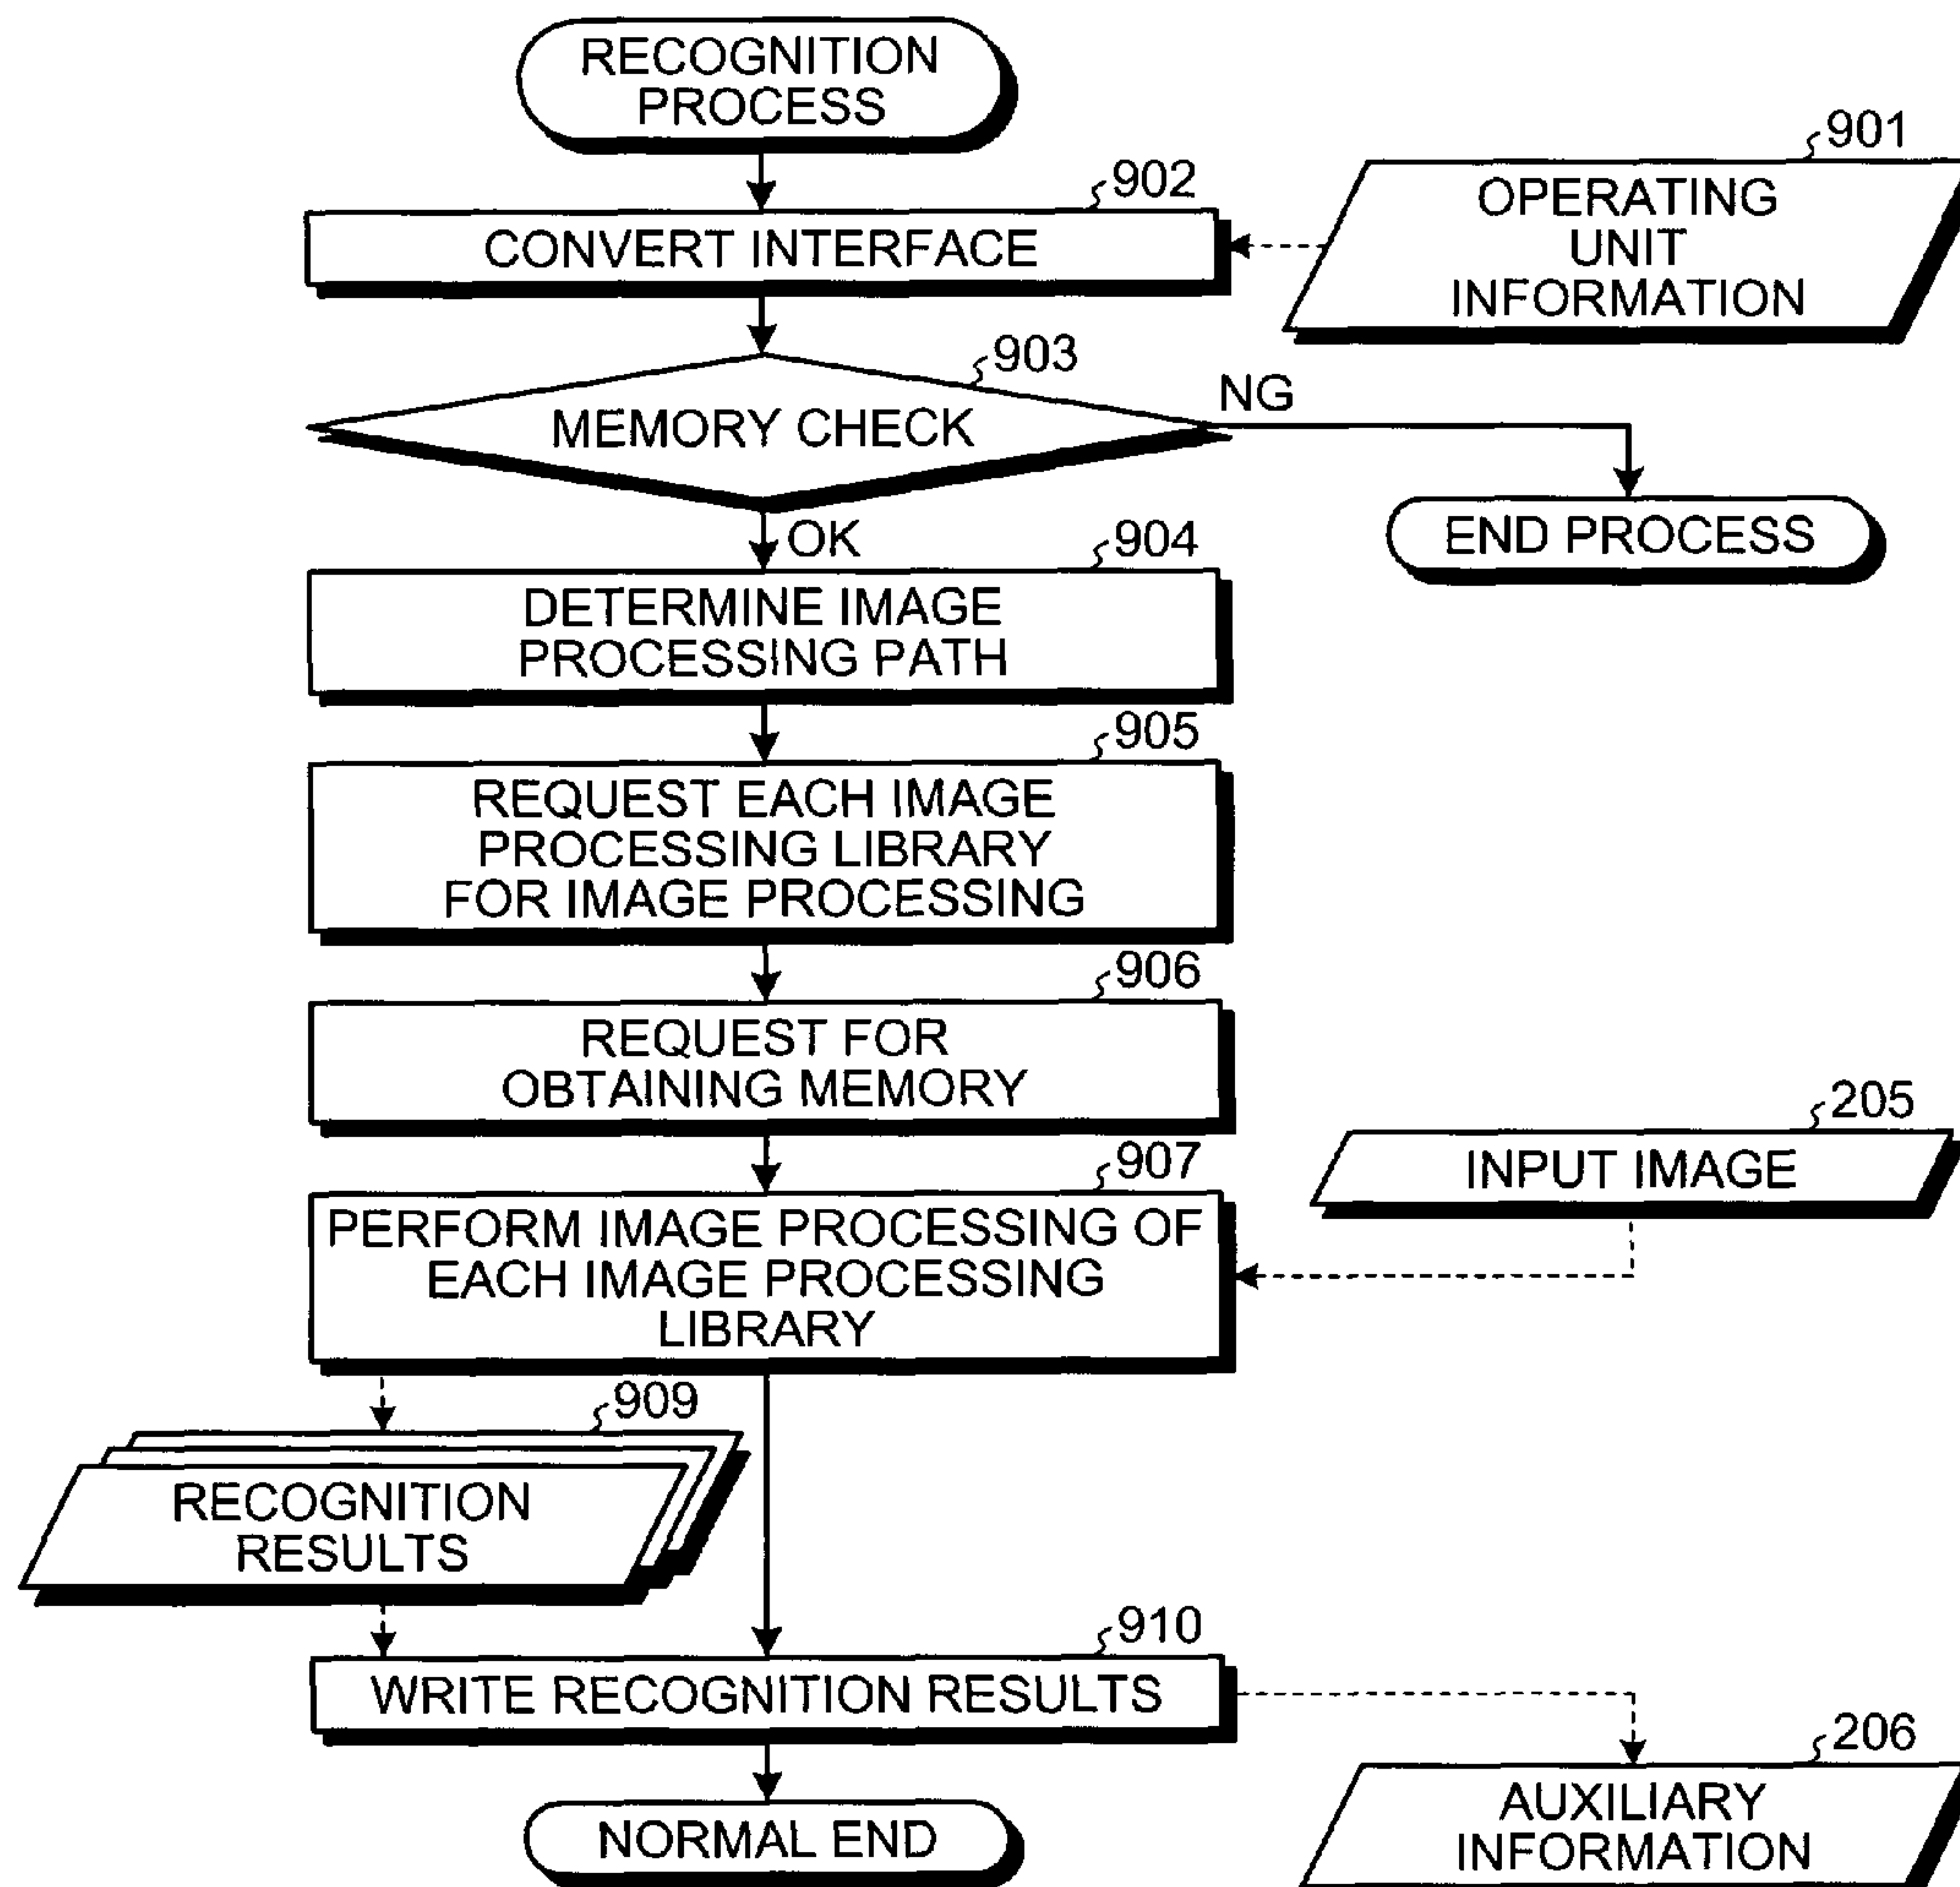 RECOGNITION
PROCESS
901
OPERATING
UNIT
INFORMATION
902
CONVERT INTERFACE
903
MEMORY CHECK
NG
END PROCESS
OK
904
DETERMINE IMAGE
PROCESSING PATH
905
REQUEST EACH IMAGE
PROCESSING LIBRARY
FOR IMAGE PROCESSING
906
REQUEST FOR
OBTAINING MEMORY
205
INPUT IMAGE
907
PERFORM IMAGE PROCESSING OF
EACH IMAGE PROCESSING
LIBRARY
909
RECOGNITION
RESULTS
910
WRITE RECOGNITION RESULTS
206
AUXILIARY
INFORMATION
NORMAL END